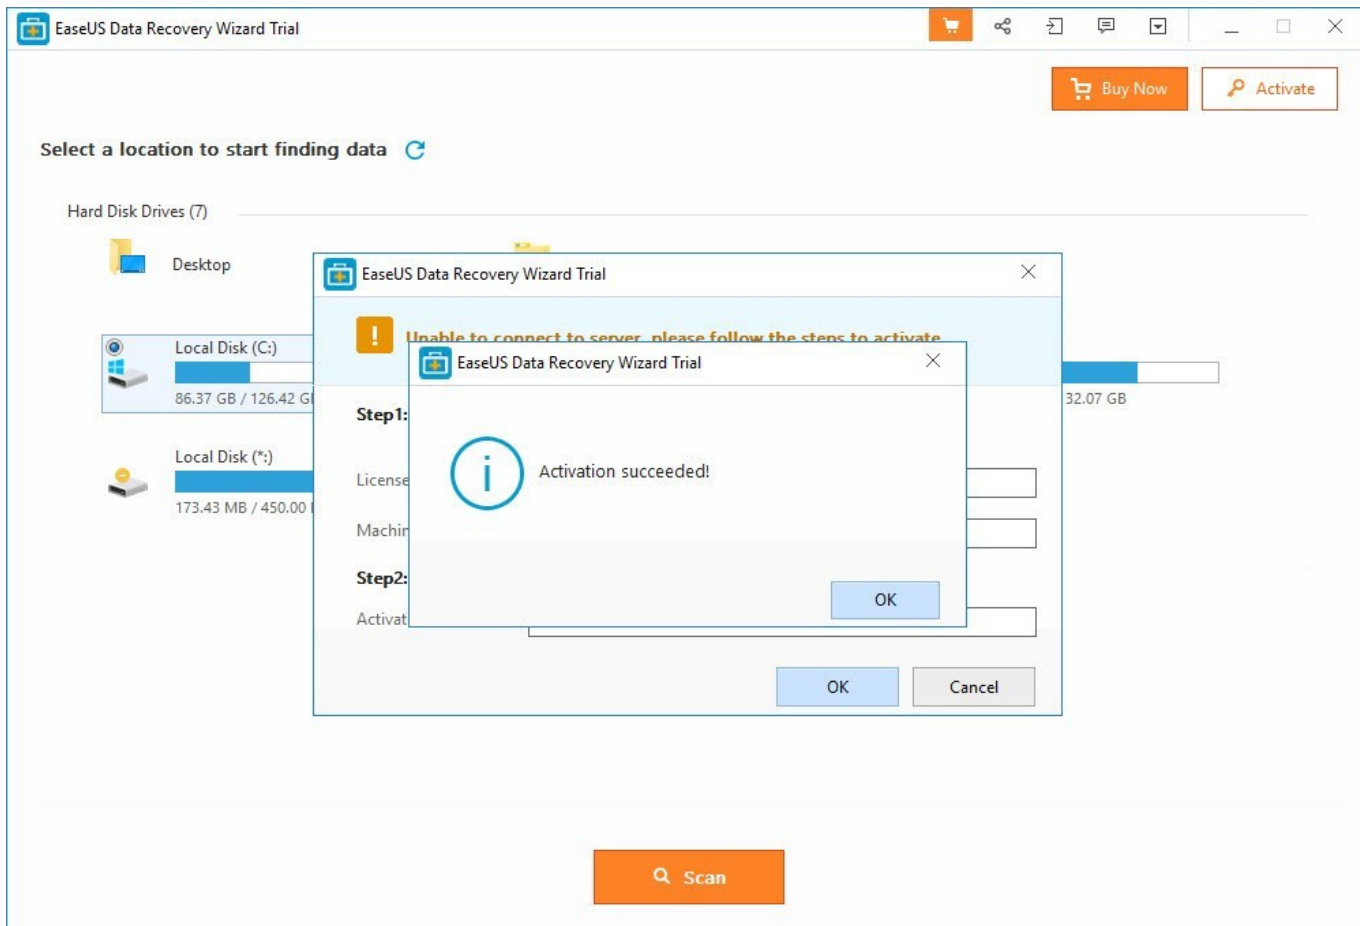 EaseUS Data Recovery Wizard Trial
Buy Now
Activate
Select a location to start finding data
Hard Disk Drives (7)
Desktop
EaseUS Data Recovery Wizard Trial
Unable to connect to server, please follow the steps to activate
EaseUS Data Recovery Wizard Trial
Local Disk (C:)
86.37 GB / 126.42 G
32.07 GB
Step1:
Local Disk (*:)
Activation succeeded!
License
173.43 MB / 450.00
Machin
Step2:
OK
Activat
OK
Cancel
Scan